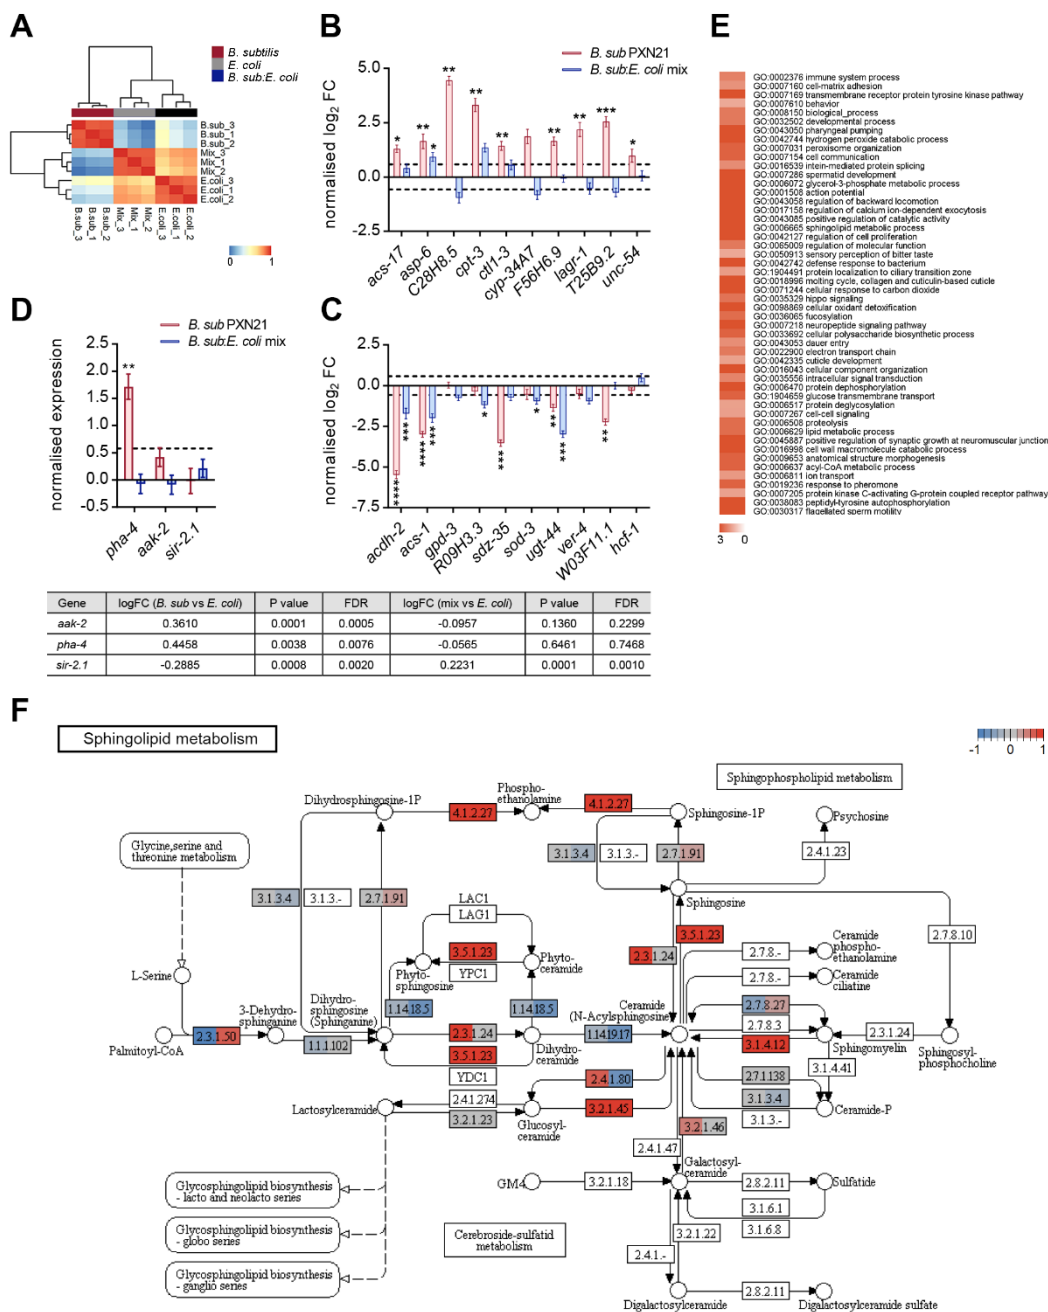 A
B. subtilis
E. coli
B. sub:E. coli
B.sub_3
B.sub_1
B.sub_2
Mix_3
Mix_1
Mix_2
E.coli_3
E.coli_1
E.coli_2
B.sub_3
B.sub_1
B.sub_2
Mix_3
Mix_1
Mix_2
E.coli_3
E.coli_1
E.coli_2
0 1
B
B. sub PXN21
B. sub:E. coli mix
normalised log2 FC
5.0
2.5
0.0
-2.5
* ** ** ** ** ** *** *
*
acs-17
asp-6
C28H8.5
cpt-3
ctl1-3
cyp-34A7
F56H6.9
lagr-1
T25B9.2
unc-54
E
GO:0002376 immune system process
GO:0007160 cell-matrix adhesion
GO:0007169 transmembrane receptor protein tyrosine kinase pathway
GO:0007610 behavior
GO:0008150 biological_process
GO:0032502 developmental process
GO:0043050 pharyngeal pumping
GO:0042744 hydrogen peroxide catabolic process
GO:0007031 peroxisome organization
GO:0007154 cell communication
GO:0016539 intein-mediated protein splicing
GO:0007286 spermatid development
GO:0006072 glycerol-3-phosphate metabolic process
GO:0001508 action potential
GO:0043058 regulation of backward locomotion
GO:0017158 regulation of calcium ion-dependent exocytosis
GO:0043085 positive regulation of catalytic activity
GO:0006665 sphingolipid metabolic process
GO:0042127 regulation of cell proliferation
GO:0065009 regulation of molecular function
GO:0050913 sensory perception of bitter taste
GO:0042742 defense response to bacterium
GO:1904491 protein localization to ciliary transition zone
GO:0018996 molting cycle, collagen and cuticulin-based cuticle
GO:0071244 cellular response to carbon dioxide
GO:0035329 hippo signaling
GO:0098869 cellular oxidant detoxification
GO:0036065 fucosylation
GO:0007218 neuropeptide signaling pathway
GO:0033692 cellular polysaccharide biosynthetic process
GO:0043053 dauer entry
GO:0022900 electron transport chain
GO:0042335 cuticle development
GO:0016043 cellular component organization
GO:0035556 intracellular signal transduction
GO:0006470 protein dephosphorylation
GO:1904659 glucose transmembrane transport
GO:0006517 protein deglycosylation
GO:0007267 cell-cell signaling
GO:0006508 proteolysis
GO:0006629 lipid metabolic process
GO:0045887 positive regulation of synaptic growth at neuromuscular junction
GO:0016998 cell wall macromolecule catabolic process
GO:0009653 anatomical structure morphogenesis
GO:0006637 acyl-CoA metabolic process
GO:0006811 ion transport
GO:0019236 response to pheromone
GO:0007205 protein kinase C-activating G-protein coupled receptor pathway
GO:0038083 peptidyl-tyrosine autophosphorylation
GO:0030317 flagellated sperm motility
3 0
D
B. sub PXN21
B. sub:E. coli mix
normalised expression
2.5
2.0
1.5
1.0
0.5
0.0
-0.5
**
pha-4
aak-2
sir-2.1
C
normalised log2 FC
2.5
0.0
-2.5
-5.0
-7.5
**** *** **** *** * *** * ** *** **
acdh-2
acs-1
gpd-3
R09H3.3
sdz-35
sod-3
ugt-44
ver-4
W03F11.1
hcf-1
Gene logFC (B. sub vs E. coli) P value FDR logFC (mix vs E. coli) P value FDR
aak-2 0.3610 0.0001 0.0005 -0.0957 0.1360 0.2299
pha-4 0.4458 0.0038 0.0076 -0.0565 0.6461 0.7468
sir-2.1 -0.2885 0.0008 0.0020 0.2231 0.0001 0.0010
F
Sphingolipid metabolism
-1 0 1
Sphingophospholipid metabolism
Dihydrosphingosine-1P
Phospho-
ethanolamine
4.1.2.27
4.1.2.27
Sphingosine-1P
Psychosine
Glycine,serine and
threonine metabolism
3.1.3.4
3.1.3.-
2.7.1.91
2.4.1.23
3.1.3.4
3.1.3.-
2.7.1.91
LAC1
LAG1
Sphingosine
3.5.1.23
YPC1
Phyto-
sphingosine
Phyto-
ceramide
2.3.1.24
3.5.1.23
2.7.8.10
2.7.8.-
Ceramide
phospho-
ethanolamine
2.7.8.-
Ceramide
ciliatine
L-Serine
3-Dehydro-
sphinganine
Dihydro-
sphingosine
(Sphinganine)
1.14.18.5
1.14.18.5
Ceramide
(N-Acylsphingosine)
2.7.8.27
2.7.8.3
3.1.4.12
Palmitoyl-CoA
2.3.1.50
1.1.1.102
2.3.1.24
3.5.1.23
YDC1
Dihydro-
ceramide
1.14.19.17
Sphingomyelin
2.3.1.24
Sphingosyl-
phosphocholine
3.1.4.41
2.4.1.80
2.7.1.138
3.1.3.4
3.1.3.-
Ceramide-P
Lactosylceramide
2.4.1.274
3.2.1.23
3.2.1.45
Glucosyl-
ceramide
3.2.1.46
2.4.1.47
Galactosyl-
ceramide
GM4
3.2.1.18
2.8.2.11
Sulfatide
3.1.6.1
3.1.6.8
Glycosphingolipid biosynthesis
- lacto and neolacto series
Glycosphingolipid biosynthesis
- globo series
Glycosphingolipid biosynthesis
- ganglio series
Cerebroside-sulfatid
metabolism
3.2.1.22
2.4.1.-
2.8.2.11
Digalactosylceramide
Digalactosylceramide sulfate